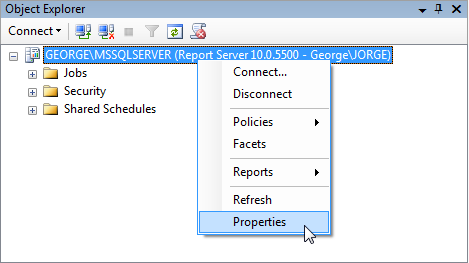 Object Explorer
Connect
GEORGE\MSSQLSERVER (Report Server 10.0.5500 - George\JORGE)
Jobs
Security
Shared Schedules
Connect...
Disconnect
Policies
Facets
Reports
Refresh
Properties